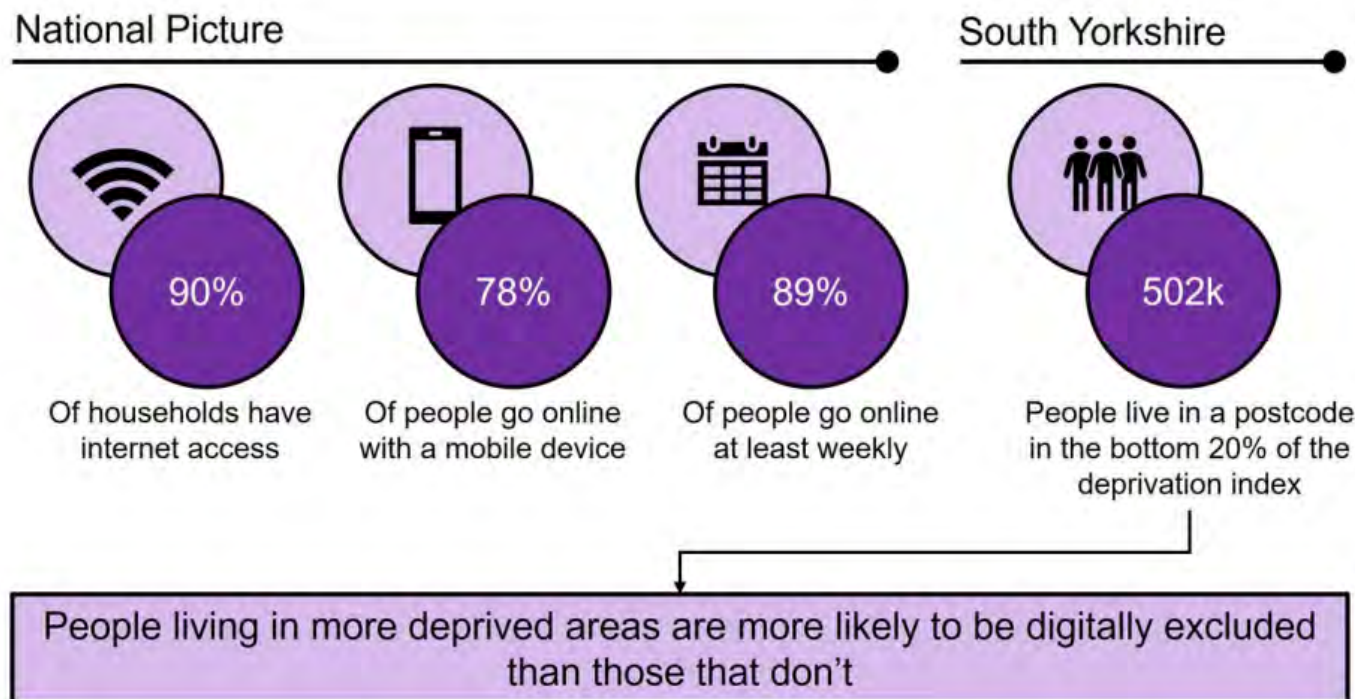 National Picture
South Yorkshire
90%
Of households have
internet access
78%
Of people go online
with a mobile device
89%
Of people go online
at least weekly
502k
People live in a postcode
in the bottom 20% of the
deprivation index
People living in more deprived areas are more likely to be digitally excluded
than those that don’t